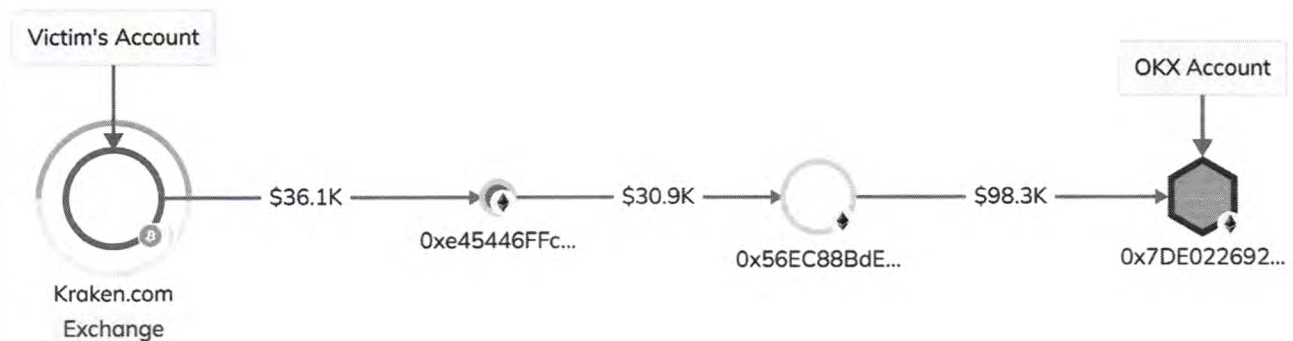 Victim's Account
OKX Account
$36.1K
$30.9K
$98.3K
0xe45446FFc...
0x56EC88BdE...
0x7DE022692...
Kraken.com
Exchange